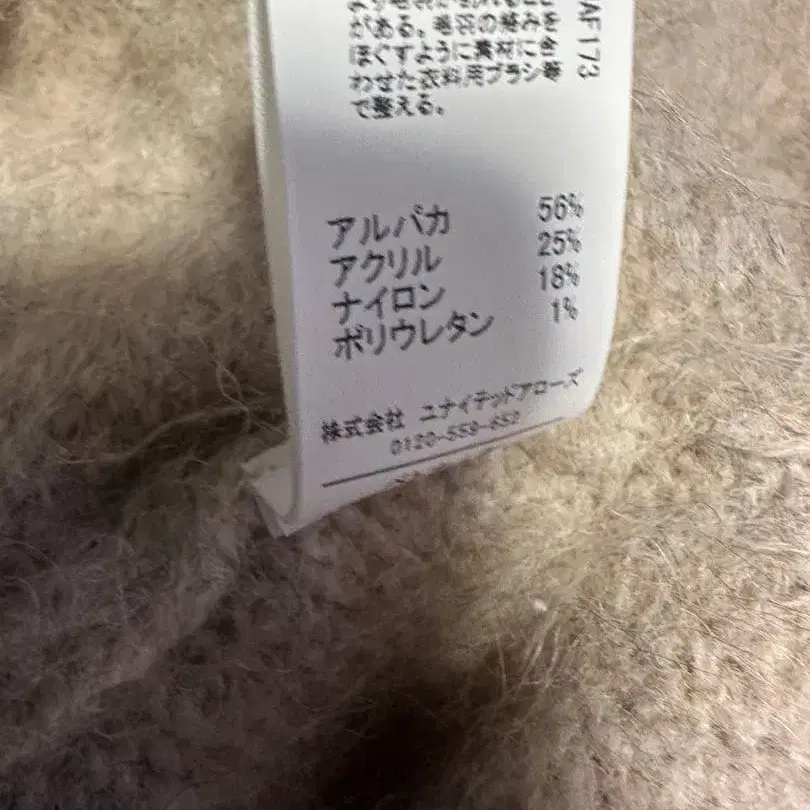 がある。毛羽の絡みを
ほぐすように素材に合
わせた衣料用ブラシ等
で整える。
AF173
アルパカ 56%
アクリル 25%
ナイロン 18%
ポリウレタン 1%
株式会社 ユナイテッドアローズ
0120-559-652